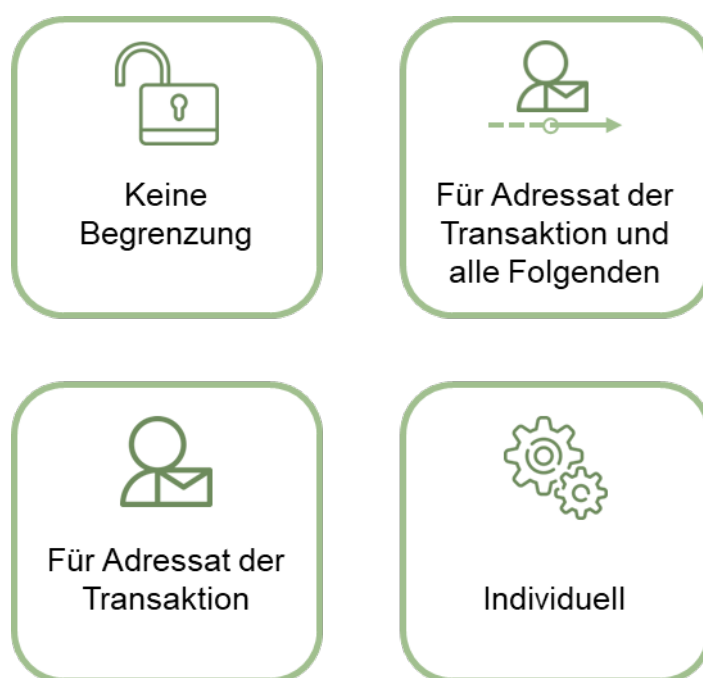 Keine
Begrenzung
Für Adressat der
Transaktion und
alle Folgenden
Für Adressat der
Transaktion
Individuell